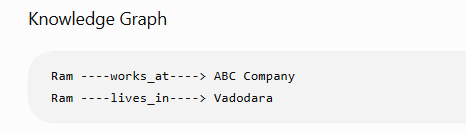 Knowledge Graph
Ram ----works_at----> ABC Company
Ram ----lives_in----> Vadodara